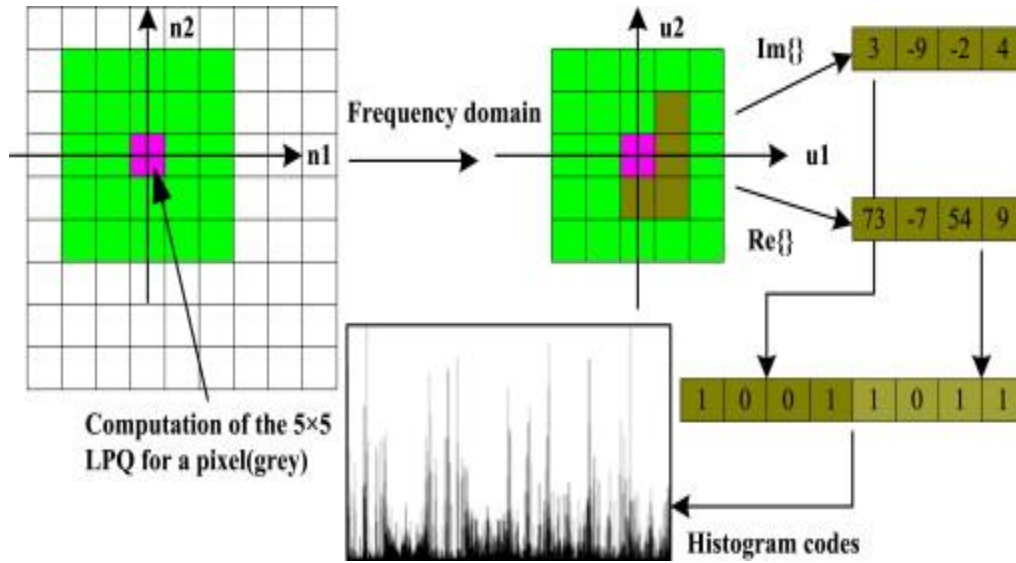 n2
n1
Computation of the 5×5
LPQ for a pixel(grey)
Frequency domain
u2
u1
Im{}
3 -9 -2 4
Re{}
73 -7 54 9
1 0 0 1 1 0 1 1
Histogram codes